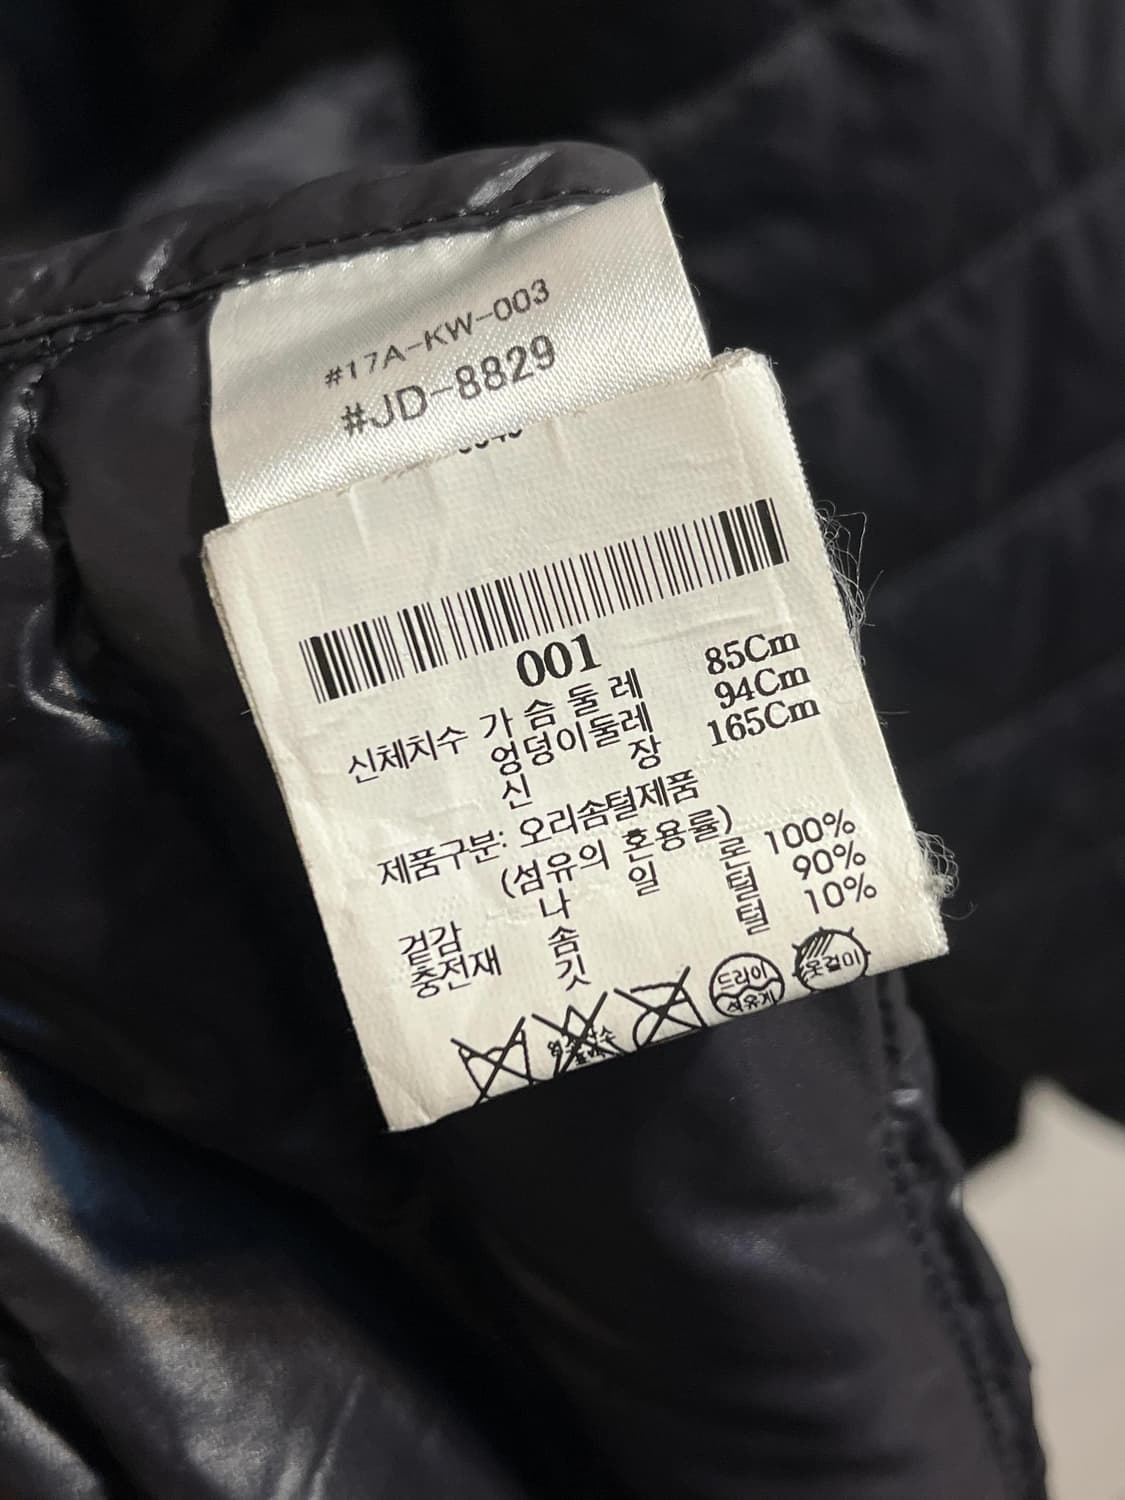 #17A-KW-003
#JD-8829
001
신체치수 가 슴 둘 레 85Cm
엉덩이둘레 94Cm
신 장 165Cm
제품구분: 오리솜털제품
(섬유의 혼용률)
겉감 나 일 론 100%
충전재 솜 털 90%
깃 털 10%
드라이
석유계
옷걸이